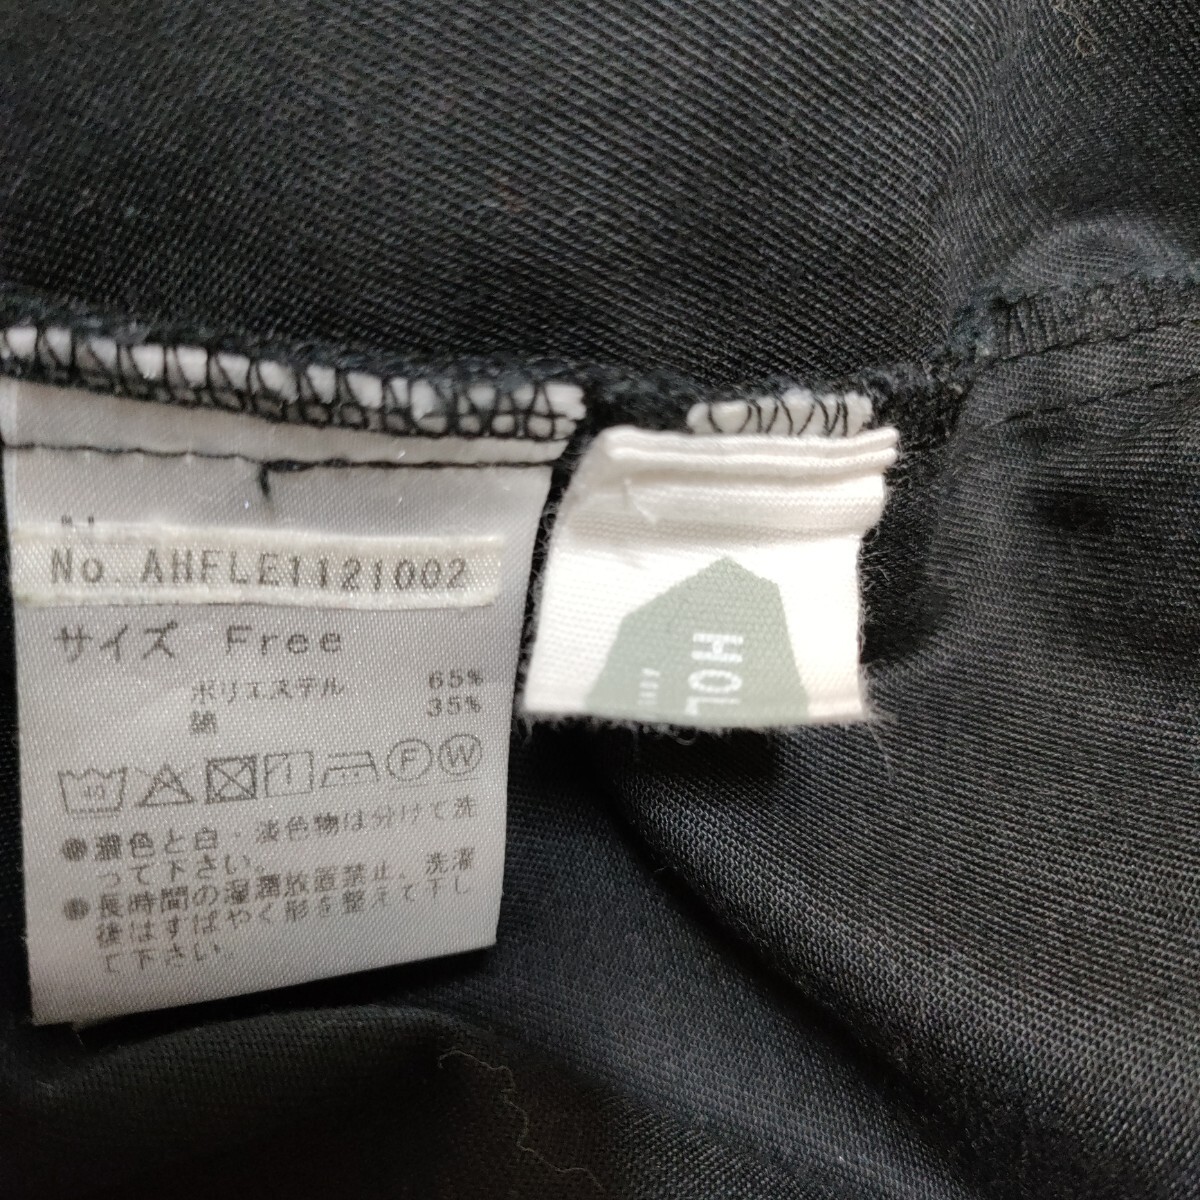 No. AHFLE1121002
サイズ Free
ポリエステル 65%
綿 35%
40
F W
●濃色と白・淡色物は分けて洗
って下さい。
●長時間の湿潤放置禁止、洗濯
後はすばやく形を整えて干し
て下さい。
HOL